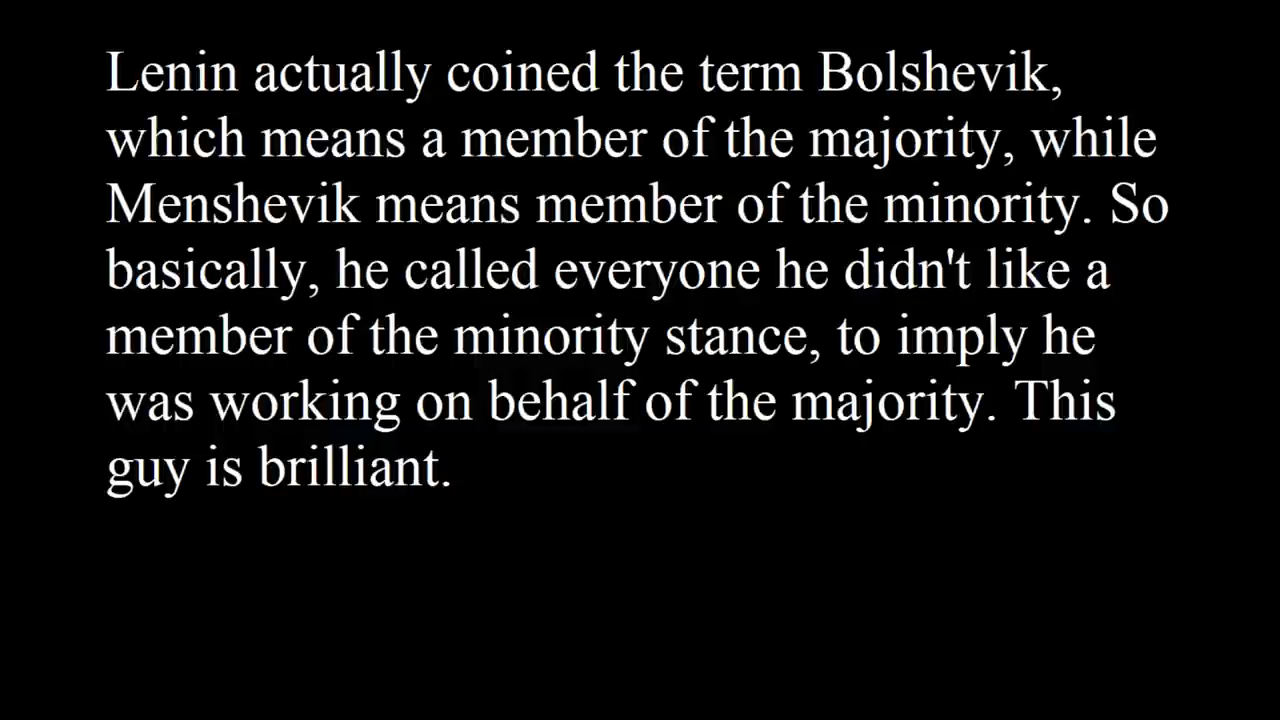 Lenin actually coined the term Bolshevik,
which means a member of the majority, while
Menshevik means member of the minority. So
basically, he called everyone he didn't like a
member of the minority stance, to imply he
was working on behalf of the majority. This
guy is brilliant.